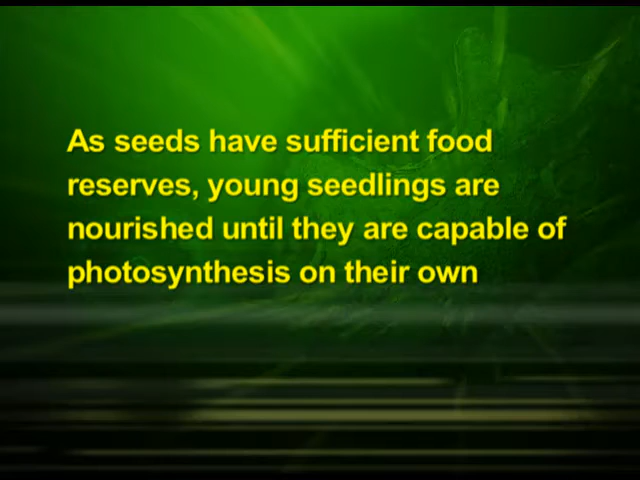 As seeds have sufficient food
reserves, young seedlings are
nourished until they are capable of
photosynthesis on their own